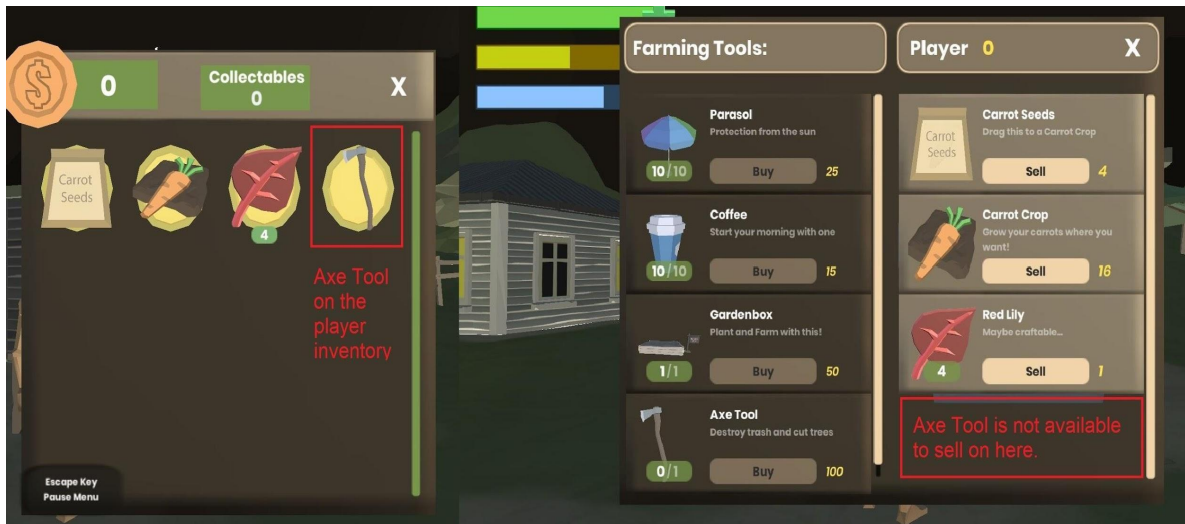 0
Collectables
0
X
Carrot
Seeds
4
Axe Tool
on the
player
inventory
Escape Key
Pause Menu
Farming Tools:
Parasol
Protection from the sun
10/10
Buy
25
Coffee
Start your morning with one
10/10
Buy
15
Gardenbox
Plant and Farm with this!
1/1
Buy
50
Axe Tool
Destroy trash and cut trees
0/1
Buy
100
Player 0
X
Carrot
Seeds
Carrot Seeds
Drag this to a Carrot Crop
Sell
4
Carrot Crop
Grow your carrots where you
want!
Sell
16
Red Lily
Maybe craftable...
4
Sell
1
Axe Tool is not available
to sell on here.